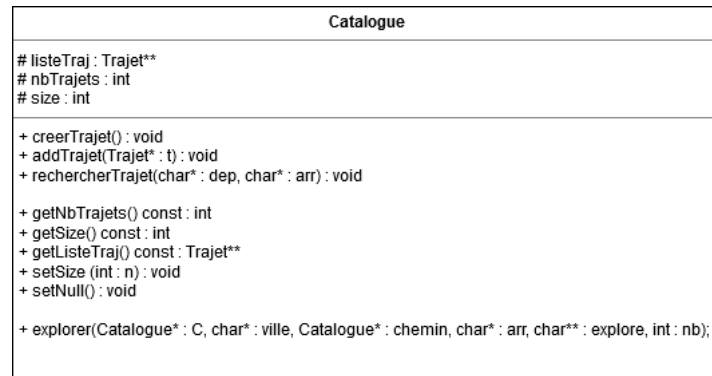 Catalogue
# listeTraj : Trajet**
# nbTrajets : int
# size : int
+ creerTrajet() : void
+ addTrajet(Trajet* : t) : void
+ rechercherTrajet(char* : dep, char* : arr) : void
+ getNbTrajets() const : int
+ getSize() const : int
+ getListeTraj() const : Trajet**
+ setSize (int : n) : void
+ setNull() : void
+ explorer(Catalogue* : C, char* : ville, Catalogue* : chemin, char* : arr, char** : explore, int : nb);